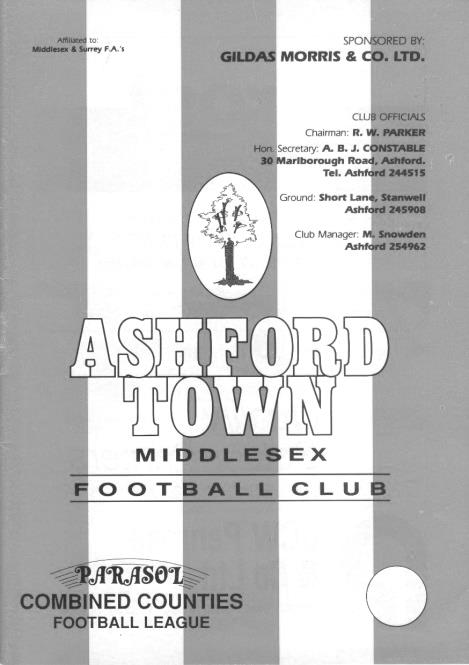 Affiliated to:
Middlesex & Surrey F.A.'s
SPONSORED BY:
GILDAS MORRIS & CO. LTD.
CLUB OFFICIALS
Chairman: R. W. PARKER
Hon. Secretary: A. B. J. CONSTABLE
30 Marlborough Road, Ashford.
Tel. Ashford 244515
Ground: Short Lane, Stanwell
Ashford 245908
Club Manager: M. Snowden
Ashford 254962
ASHFORD
TOWN
MIDDLESEX
FOOTBALL CLUB
PARASOL
COMBINED COUNTIES
FOOTBALL LEAGUE